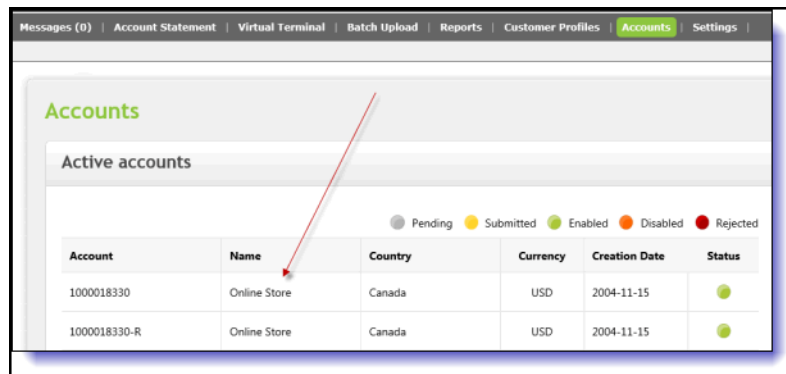 Messages (0) | Account Statement | Virtual Terminal | Batch Upload | Reports | Customer Profiles | Accounts | Settings |
Accounts
Active accounts
Pending Submitted Enabled Disabled Rejected
Account Name Country Currency Creation Date Status
1000018330 Online Store Canada USD 2004-11-15
1000018330-R Online Store Canada USD 2004-11-15